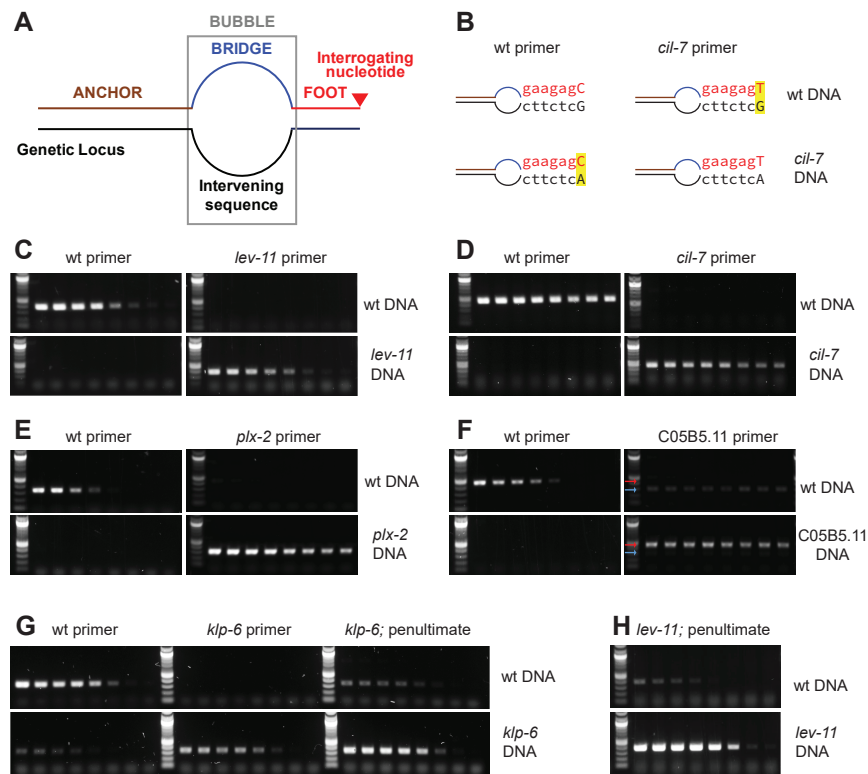 A
BUBBLE
BRIDGE
Interrogating
nucleotide
ANCHOR
FOOT
Genetic Locus
Intervening
sequence
B
wt primer
cil-7 primer
gaagagC
cttctcG
gaagagT
cttctcG
wt DNA
gaagagC
cttctcA
gaagagT
cttctcA
cil-7
DNA
C
wt primer
lev-11 primer
wt DNA
lev-11
DNA
D
wt primer
cil-7 primer
wt DNA
cil-7
DNA
E
wt primer
plx-2 primer
wt DNA
plx-2
DNA
F
wt primer
C05B5.11 primer
wt DNA
C05B5.11
DNA
G
wt primer
klp-6 primer
klp-6; penultimate
wt DNA
klp-6
DNA
H
lev-11; penultimate
wt DNA
lev-11
DNA